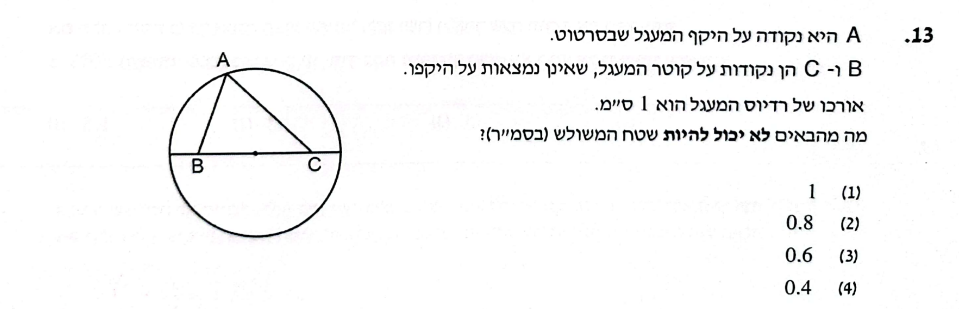 13. A היא נקודה על היקף המעגל שבסרטוט.
B ו- C הן נקודות על קוטר המעגל, שאינן נמצאות על היקפו.
אורכו של רדיוס המעגל הוא 1 ס״מ.
מה מהבאים לא יכול להיות שטח המשולש (בסמ״ר)?
(1) 1
(2) 0.8
(3) 0.6
(4) 0.4
A
B
C